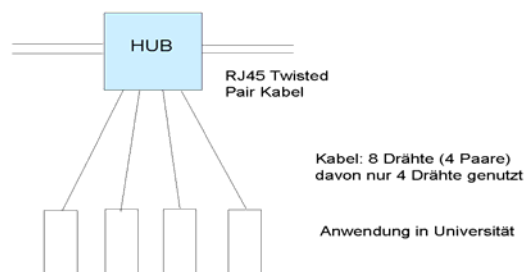 HUB
RJ45 Twisted
Pair Kabel
Kabel: 8 Drähte (4 Paare)
davon nur 4 Drähte genutzt
Anwendung in Universität